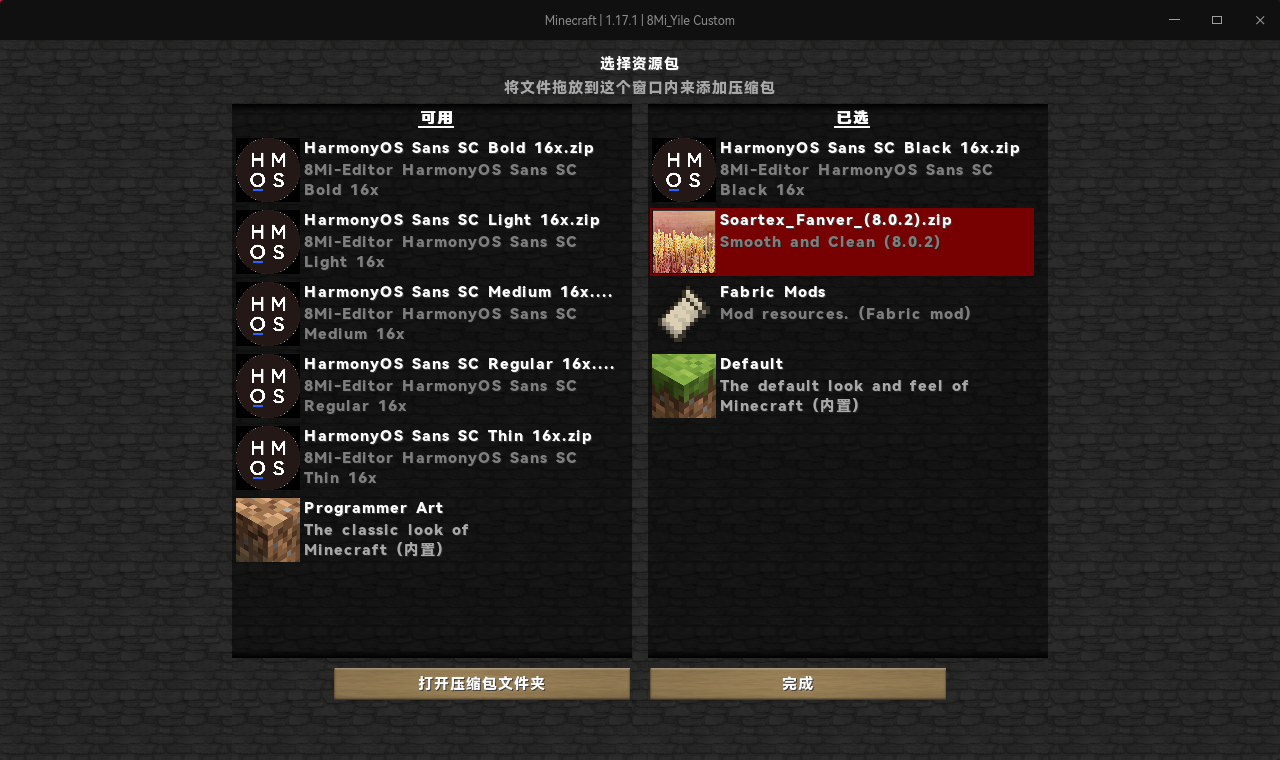 Minecraft | 1.17.1 | 8Mi_Yile Custom
选择资源包
将文件拖放到这个窗口内来添加压缩包
可用
HMOS
HarmonyOS Sans SC Bold 16x.zip
8Mi-Editor HarmonyOS Sans SC
Bold 16x
HMOS
HarmonyOS Sans SC Light 16x.zip
8Mi-Editor HarmonyOS Sans SC
Light 16x
HMOS
HarmonyOS Sans SC Medium 16x....
8Mi-Editor HarmonyOS Sans SC
Medium 16x
HMOS
HarmonyOS Sans SC Regular 16x....
8Mi-Editor HarmonyOS Sans SC
Regular 16x
HMOS
HarmonyOS Sans SC Thin 16x.zip
8Mi-Editor HarmonyOS Sans SC
Thin 16x
Programmer Art
The classic look of
Minecraft (内置)
已选
HMOS
HarmonyOS Sans SC Black 16x.zip
8Mi-Editor HarmonyOS Sans SC
Black 16x
Soartex_Fanver_(8.0.2).zip
Smooth and Clean (8.0.2)
Fabric Mods
Mod resources. (Fabric mod)
Default
The default look and feel of
Minecraft (内置)
打开压缩包文件夹
完成